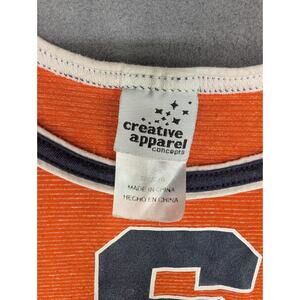 creative
apparel
concepts
MADE IN CHINA
HECHO EN CHINA